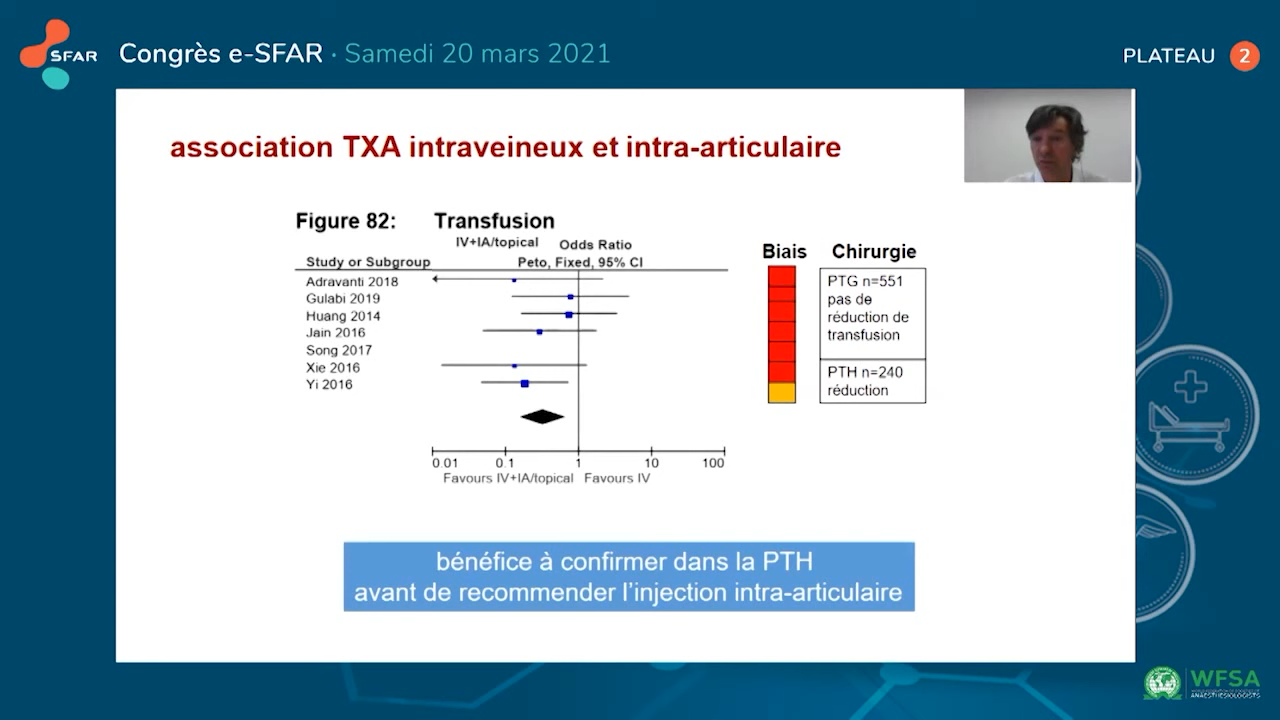 SFAR
Congrès e-SFAR · Samedi 20 mars 2021
PLATEAU 2
association TXA intraveineux et intra-articulaire
Figure 82: Transfusion
IV+IA/topical Odds Ratio
Study or Subgroup Peto, Fixed, 95% CI
Adravanti 2018
Gulabi 2019
Huang 2014
Jain 2016
Song 2017
Xie 2016
Yi 2016
0.01 0.1 1 10 100
Favours IV+IA/topical Favours IV
Biais Chirurgie
PTG n=551
pas de
réduction de
transfusion
PTH n=240
réduction
bénéfice à confirmer dans la PTH
avant de recommender l'injection intra-articulaire
WFSA
ANAESTHESIOLOGISTS